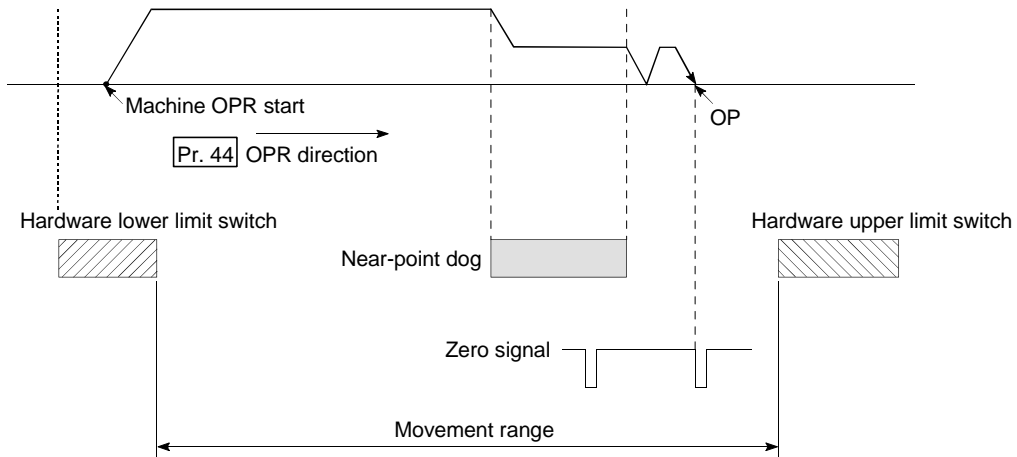 Machine OPR start
OP
Pr. 44 OPR direction
Hardware lower limit switch
Hardware upper limit switch
Near-point dog
Zero signal
Movement range